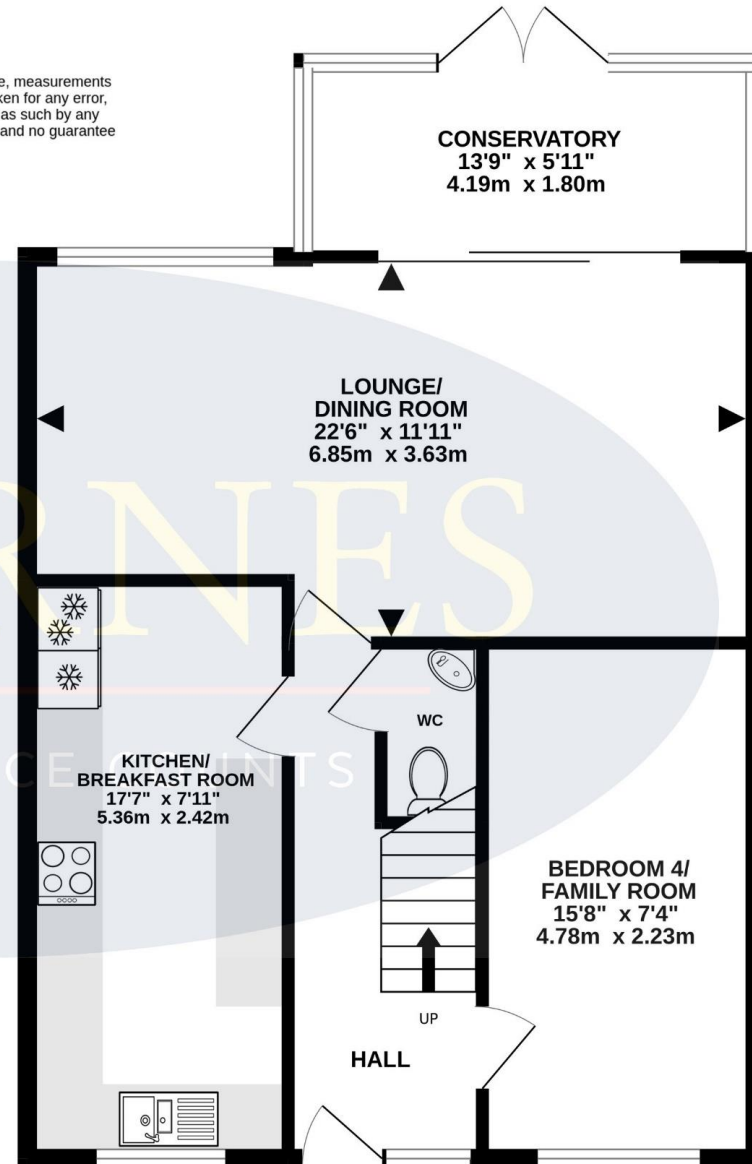 e, measurements
ken for any error,
as such by any
and no guarantee
CONSERVATORY
13'9" x 5'11"
4.19m x 1.80m
LOUNGE/
DINING ROOM
22'6" x 11'11"
6.85m x 3.63m
RNES
KITCHEN/
BREAKFAST ROOM
17'7" x 7'11"
5.36m x 2.42m
WC
BEDROOM 4/
FAMILY ROOM
15'8" x 7'4"
4.78m x 2.23m
UP
HALL